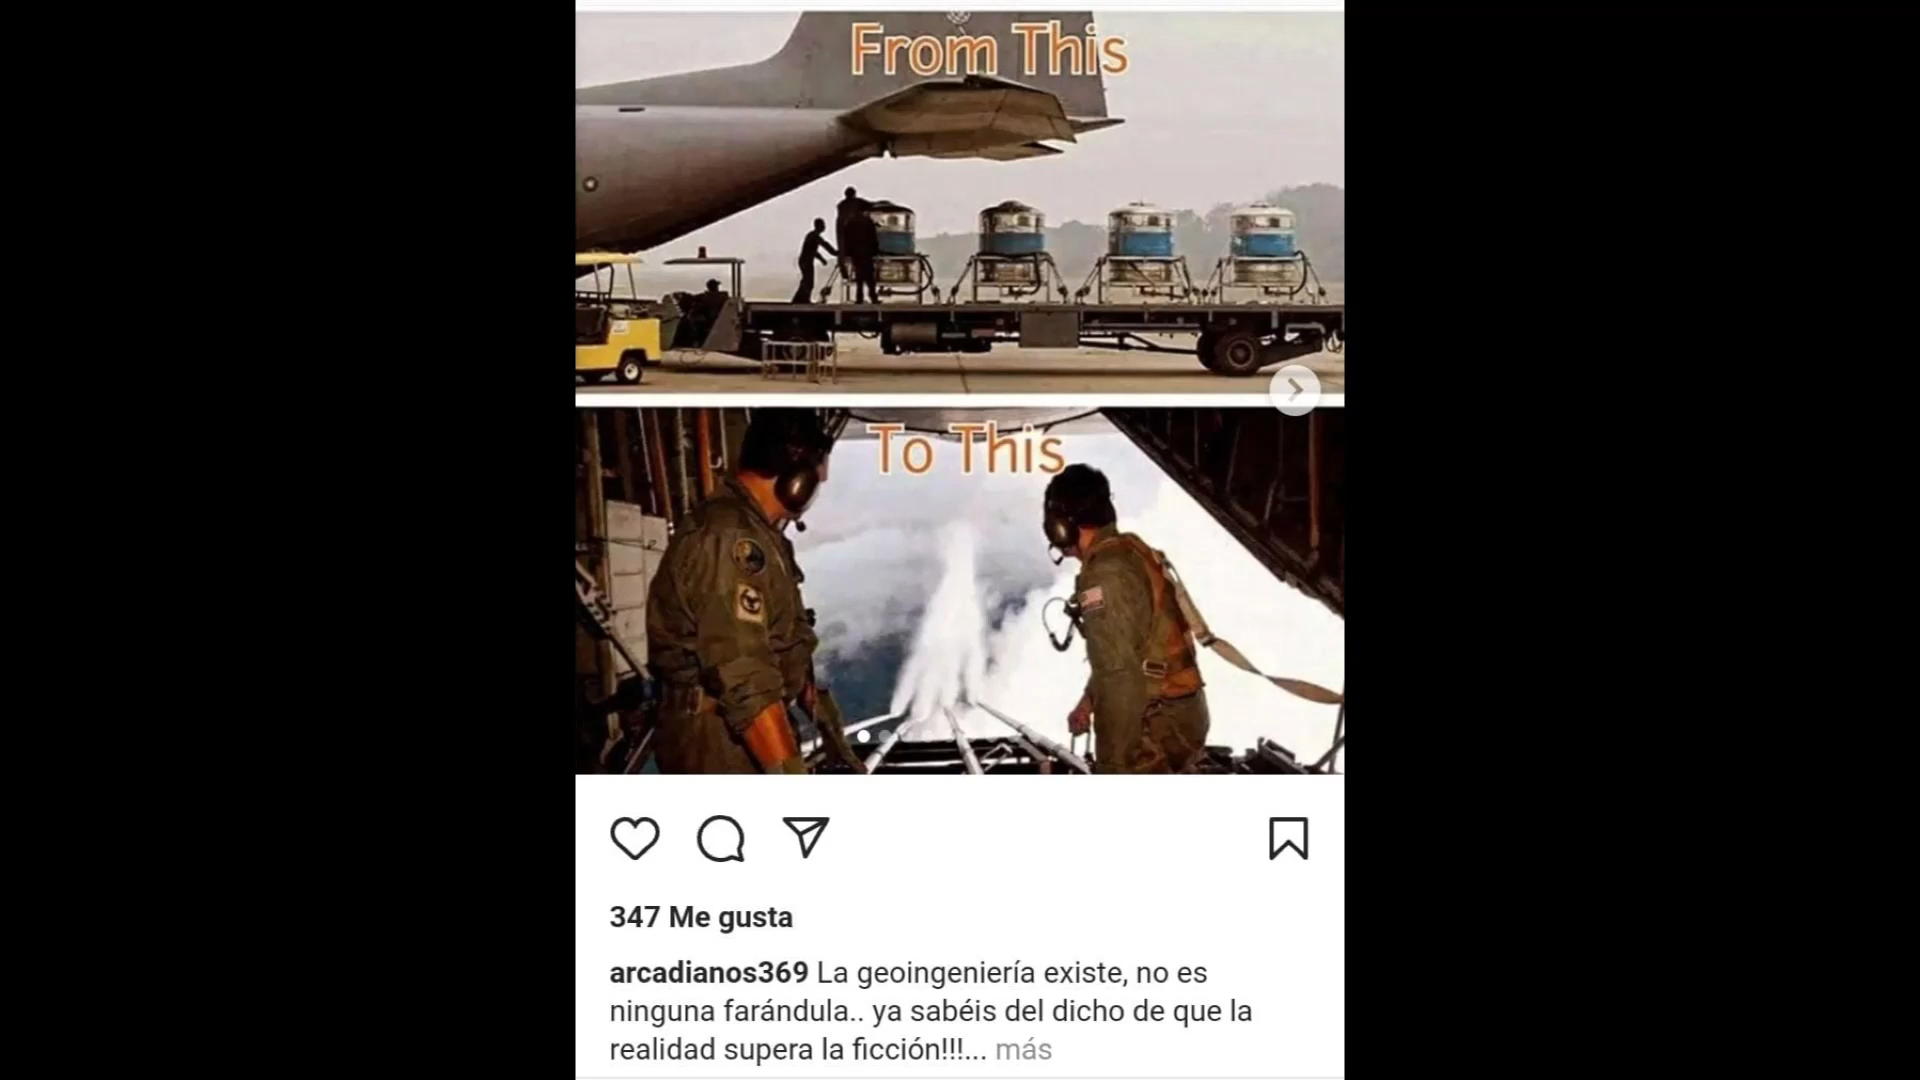 From This
To This
347 Me gusta
arcadianos369 La geoingeniería existe, no es
ninguna farándula.. ya sabéis del dicho de que la
realidad supera la ficción!!!... más